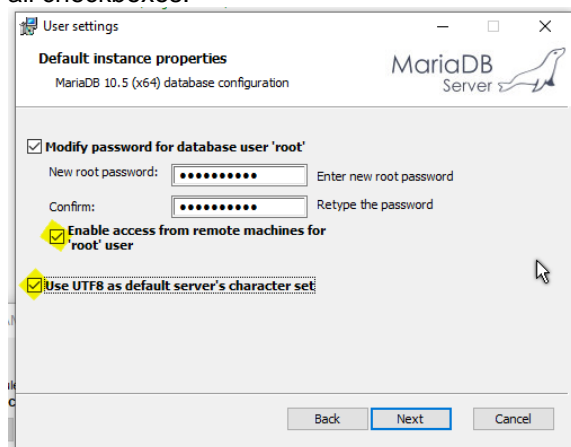 all checkboxes.
User settings
Default instance properties
MariaDB 10.5 (x64) database configuration
MariaDB
Server
Modify password for database user 'root'
New root password: ●●●●●●●●●● Enter new root password
Confirm: ●●●●●●●●●● Retype the password
Enable access from remote machines for
'root' user
Use UTF8 as default server's character set
Back Next Cancel